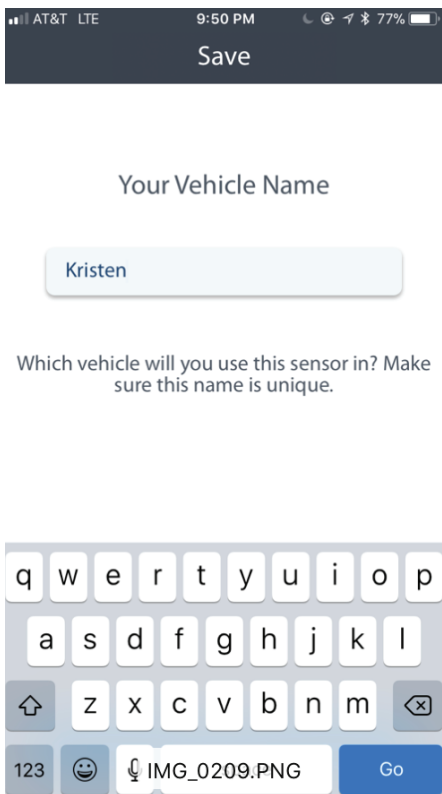 AT&T LTE 9:50 PM 77%
Save
Your Vehicle Name
Kristen
Which vehicle will you use this sensor in? Make
sure this name is unique.
q w e r t y u i o p
a s d f g h j k l
z x c v b n m
123 IMG_0209.PNG Go